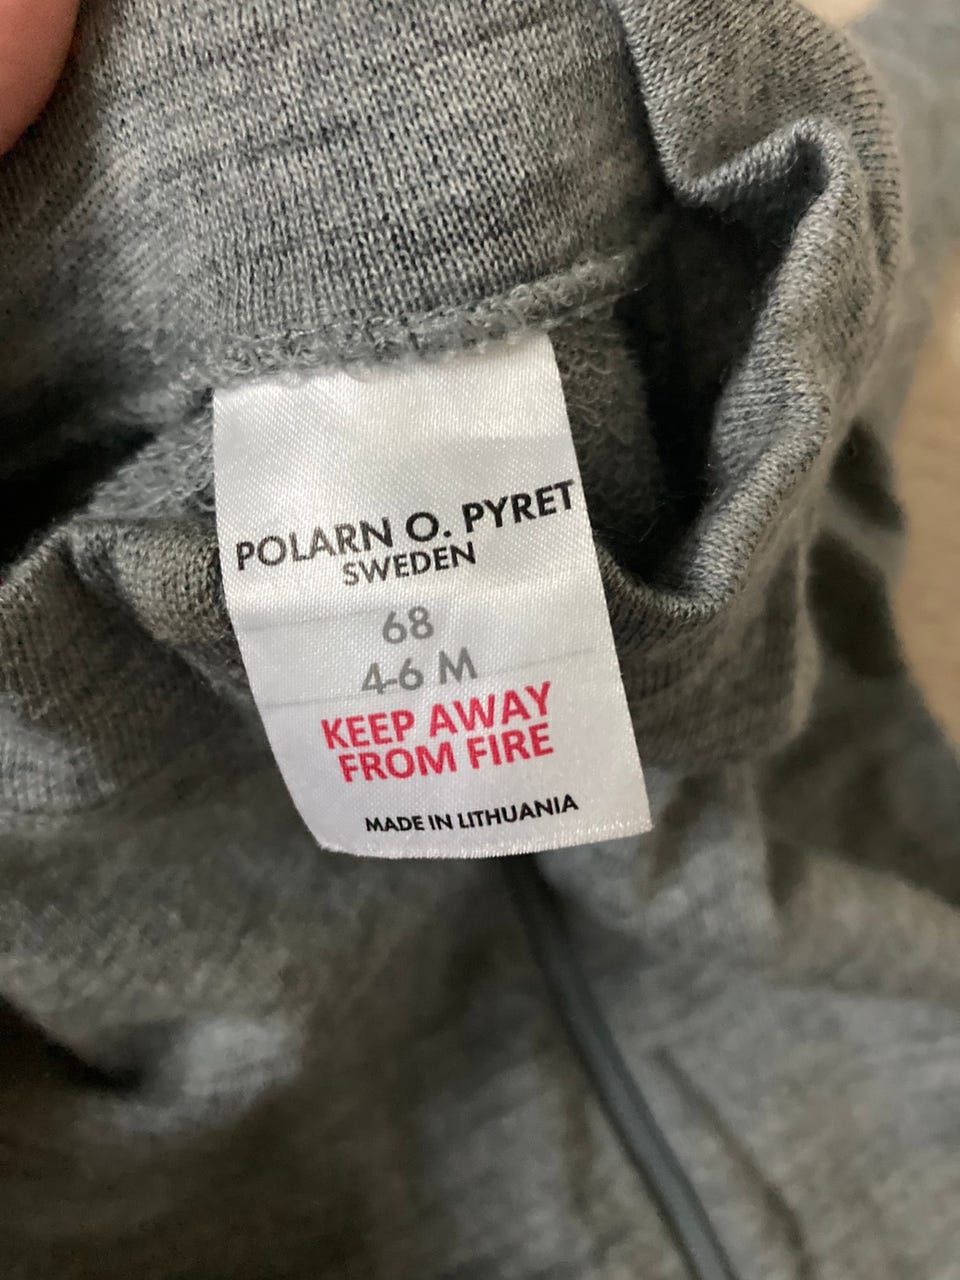 POLARN O. PYRET
SWEDEN
68
4-6 M
KEEP AWAY
FROM FIRE
MADE IN LITHUANIA